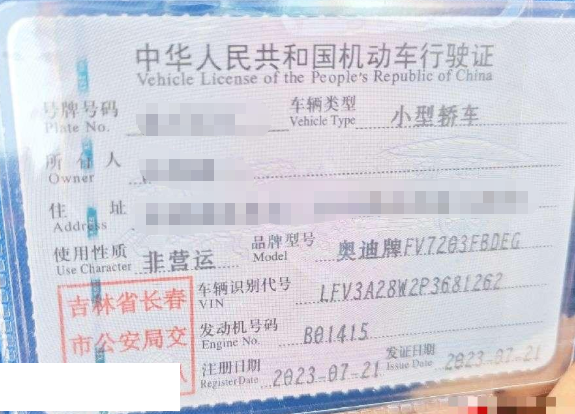 中华人民共和国机动车行驶证
Vehicle License of the People's Republic of China
号牌号码 车辆类型 小型轿车
Plate No. Vehicle Type
所有人
Owner
住 址
Address
使用性质 非营运 品牌型号 奥迪牌FV7203FBDEG
Use Character Model
吉林省长春 车辆识别代号 LFV3A28W2P3681262
VIN
市公安局交 发动机号码 B01415
Engine No.
注册日期 2023-07-21 发证日期 2023-07-21
Register Date Issue Date